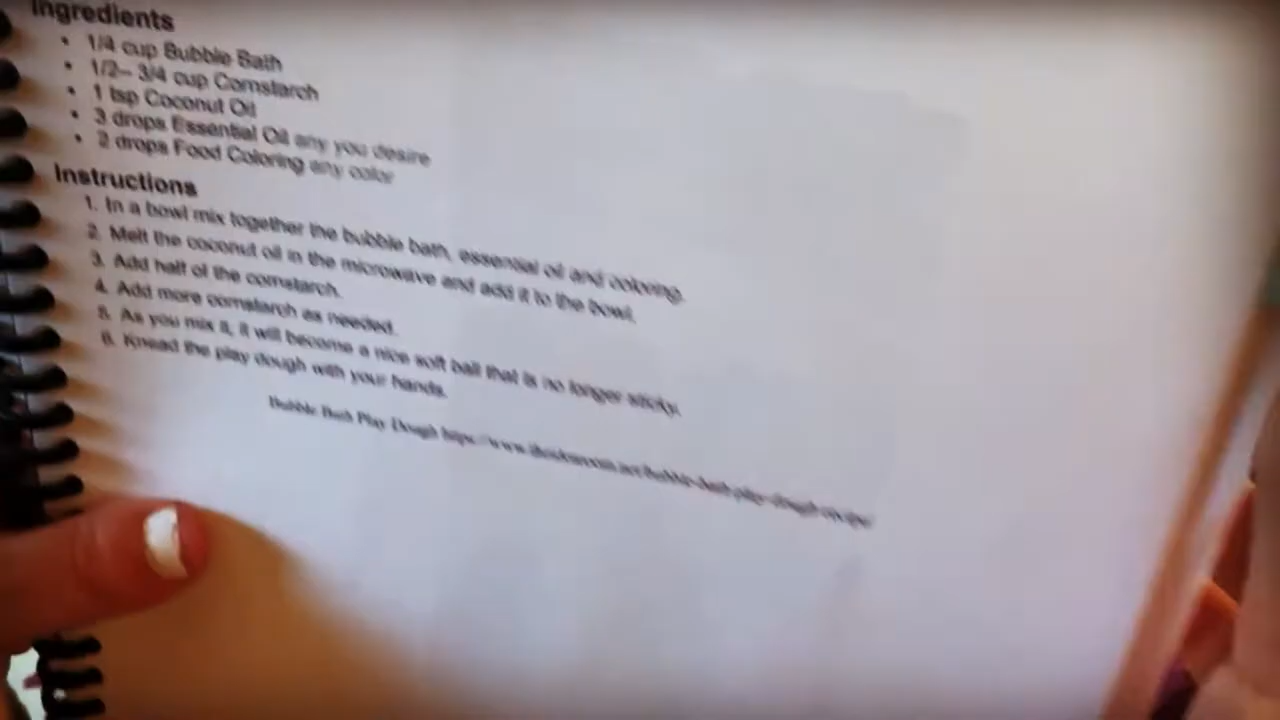 Ingredients
• 1/4 cup Bubble Bath
• 1/2– 3/4 cup Cornstarch
• 1 tsp Coconut Oil
• 3 drops Essential Oil any you desire
• 2 drops Food Coloring any color
Instructions
1. In a bowl mix together the bubble bath, essential oil and coloring.
2. Melt the coconut oil in the microwave and add it to the bowl.
3. Add half of the cornstarch.
4. Add more cornstarch as needed.
5. As you mix it, it will become a nice soft ball that is no longer sticky.
6. Knead the play dough with your hands.
Bubble Bath Play Dough